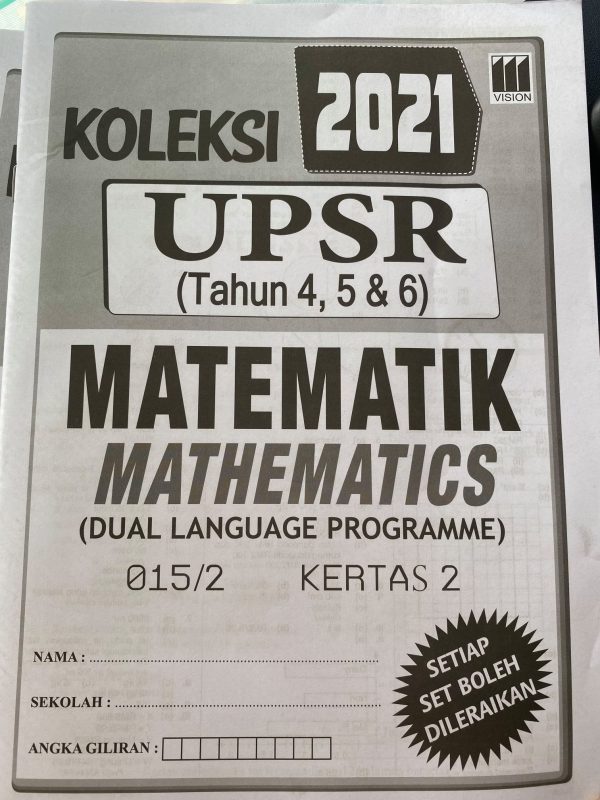 KOLEKSI 2021
VISION
UPSR
(Tahun 4, 5 & 6)
MATEMATIK
MATHEMATICS
(DUAL LANGUAGE PROGRAMME)
015/2 KERTAS 2
NAMA :
SEKOLAH :
ANGKA GILIRAN :
SETIAP
SET BOLEH
DILERAIKAN